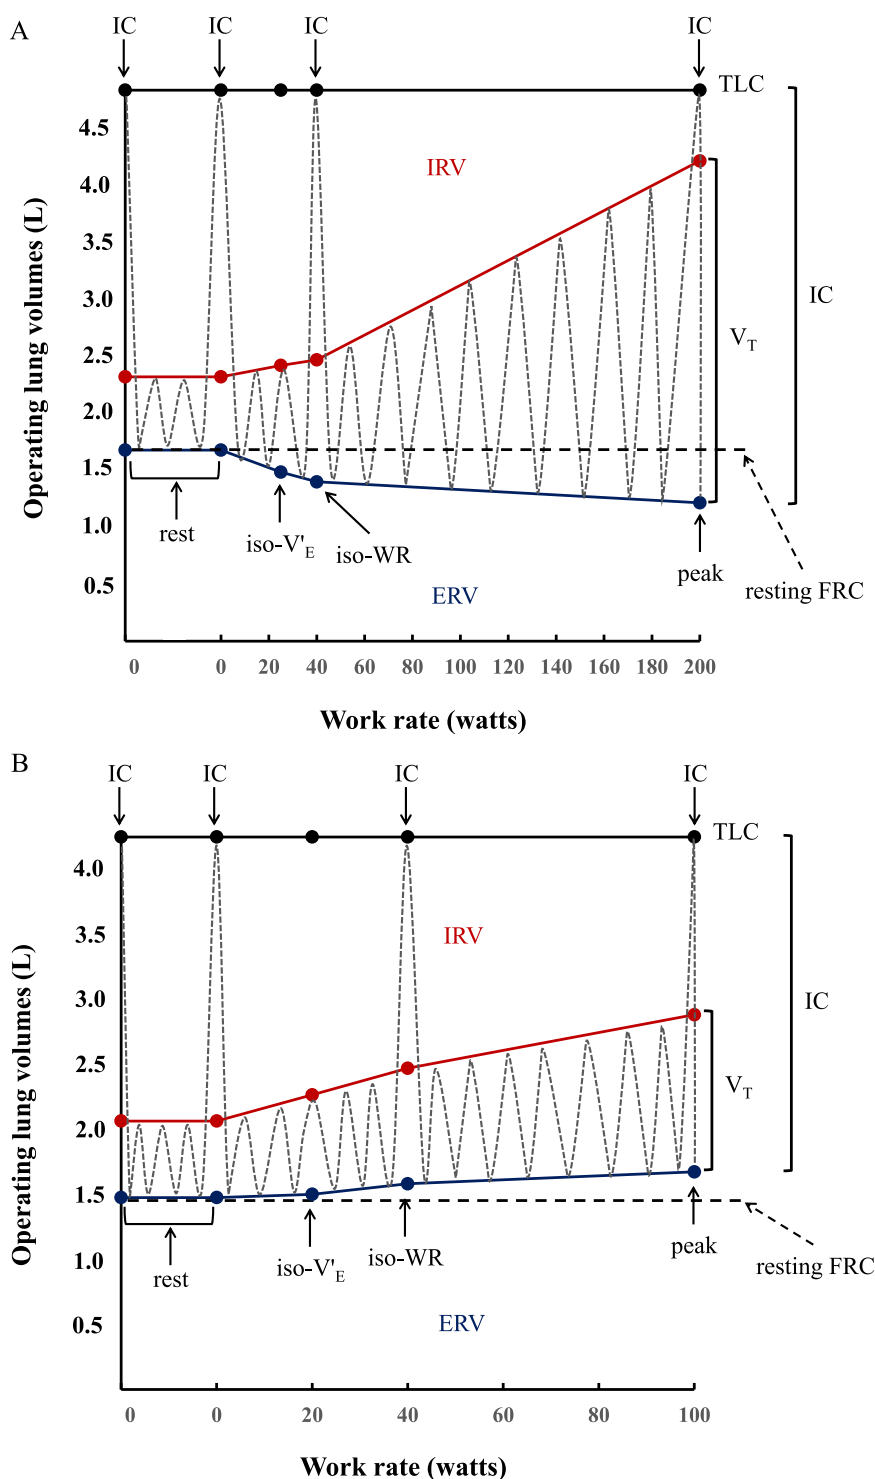 A
IC IC IC IC
TLC
4.5
4.0
3.5
3.0
2.5
2.0
1.5
1.0
0.5
Operating lung volumes (L)
IRV
IC
V_T
rest
iso-V'_E
iso-WR
peak
resting FRC
ERV
0 0 20 40 60 80 100 120 140 160 180 200
Work rate (watts)
B
IC IC IC IC
TLC
4.0
3.5
3.0
2.5
2.0
1.5
1.0
0.5
Operating lung volumes (L)
IRV
IC
V_T
rest
iso-V'_E
iso-WR
peak
resting FRC
ERV
0 0 20 40 60 80 100
Work rate (watts)